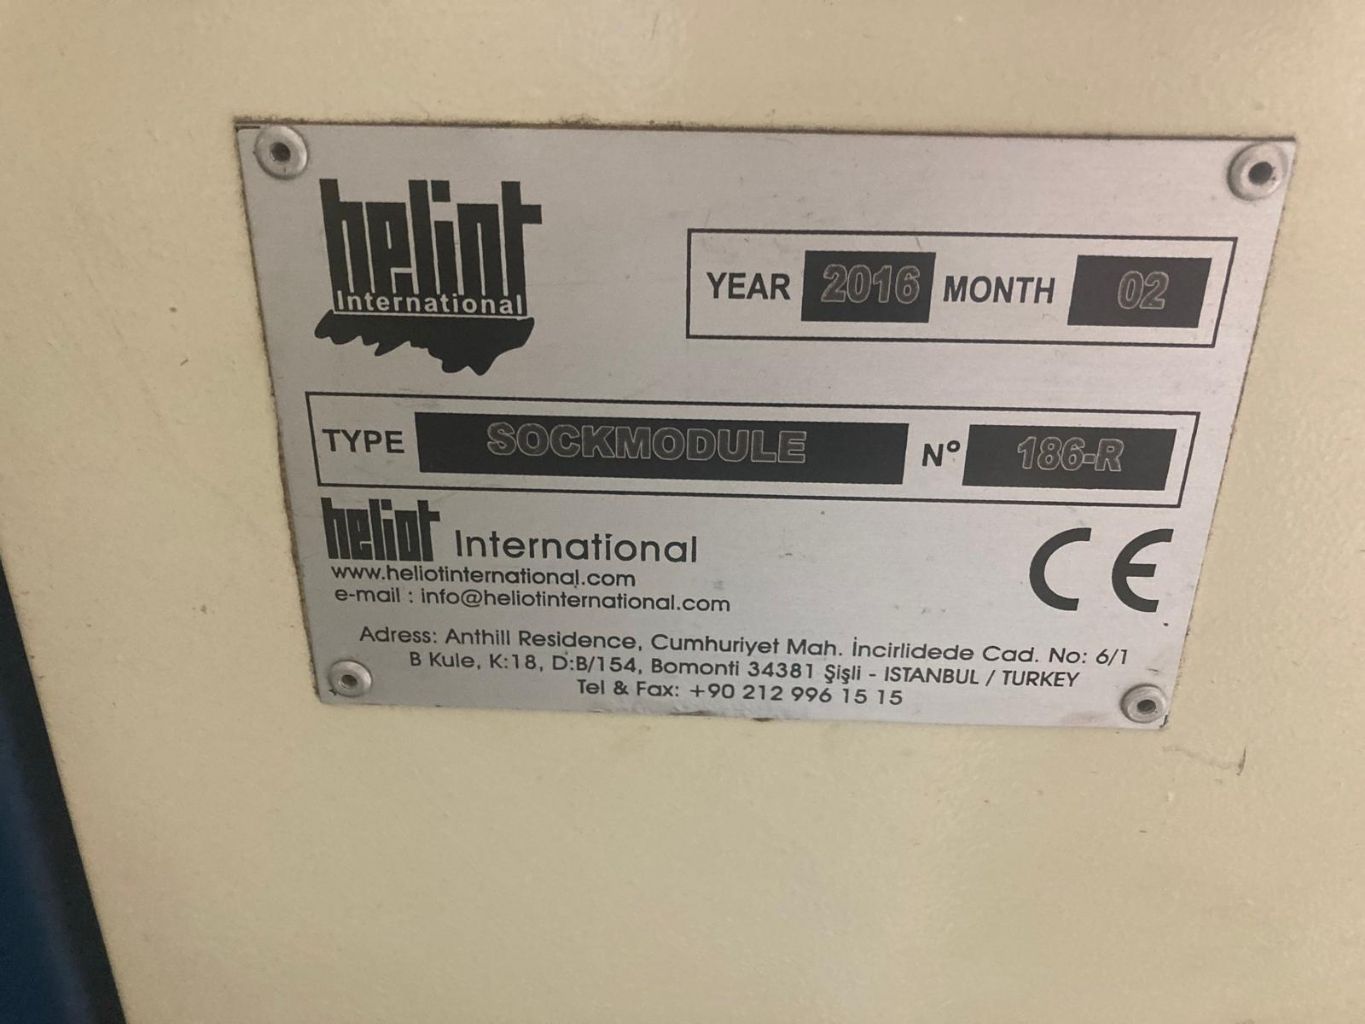 heliot
International
YEAR 2016 MONTH 02
TYPE SOCKMODULE N° 186-R
heliot International
www.heliotinternational.com
e-mail : info@heliotinternational.com
CE
Adress: Anthill Residence, Cumhuriyet Mah. İncirlidede Cad. No: 6/1
B Kule, K:18, D:B/154, Bomonti 34381 Şişli - ISTANBUL / TURKEY
Tel & Fax: +90 212 996 15 15